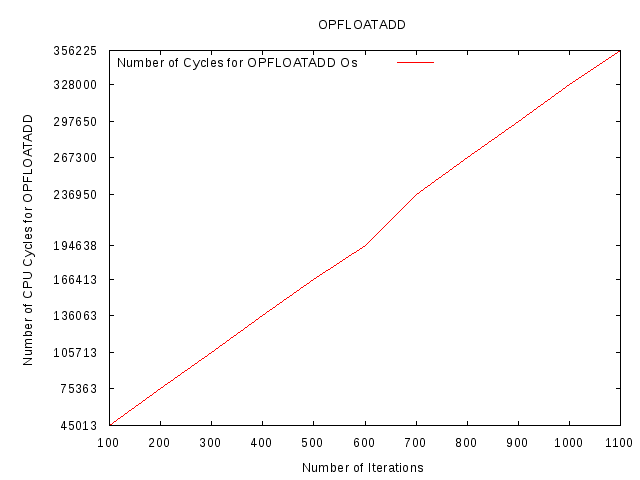 OPFLOATADD
Number of Cycles for OPFLOATADD Os
Number of CPU Cycles for OPFLOATADD
356225
328000
297650
267300
236950
194638
166413
136063
105713
75363
45013
100 200 300 400 500 600 700 800 900 1000 1100
Number of Iterations